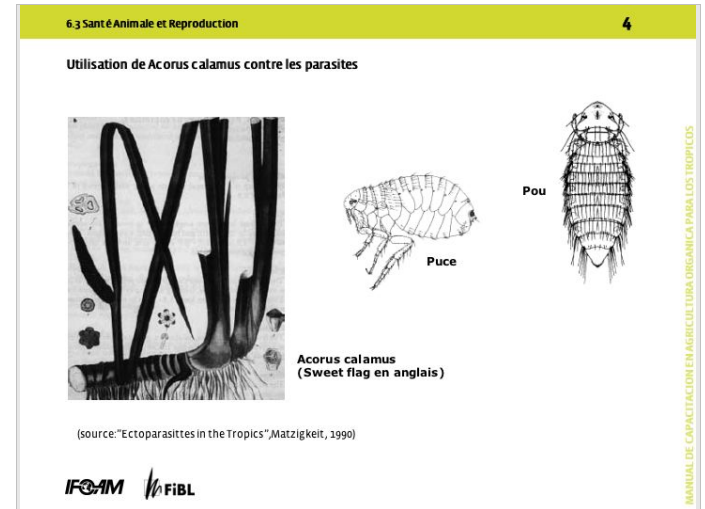 6.3 Santé Animale et Reproduction
4
Utilisation de Acorus calamus contre les parasites
Pou
Puce
Acorus calamus
(Sweet flag en anglais)
(source:"Ectoparasittes in the Tropics",Matzigkeit, 1990)
IFOAM
FiBL
MANUAL DE CAPACITACION EN AGRICULTURA ORGANICA PARA LOS TROPICOS